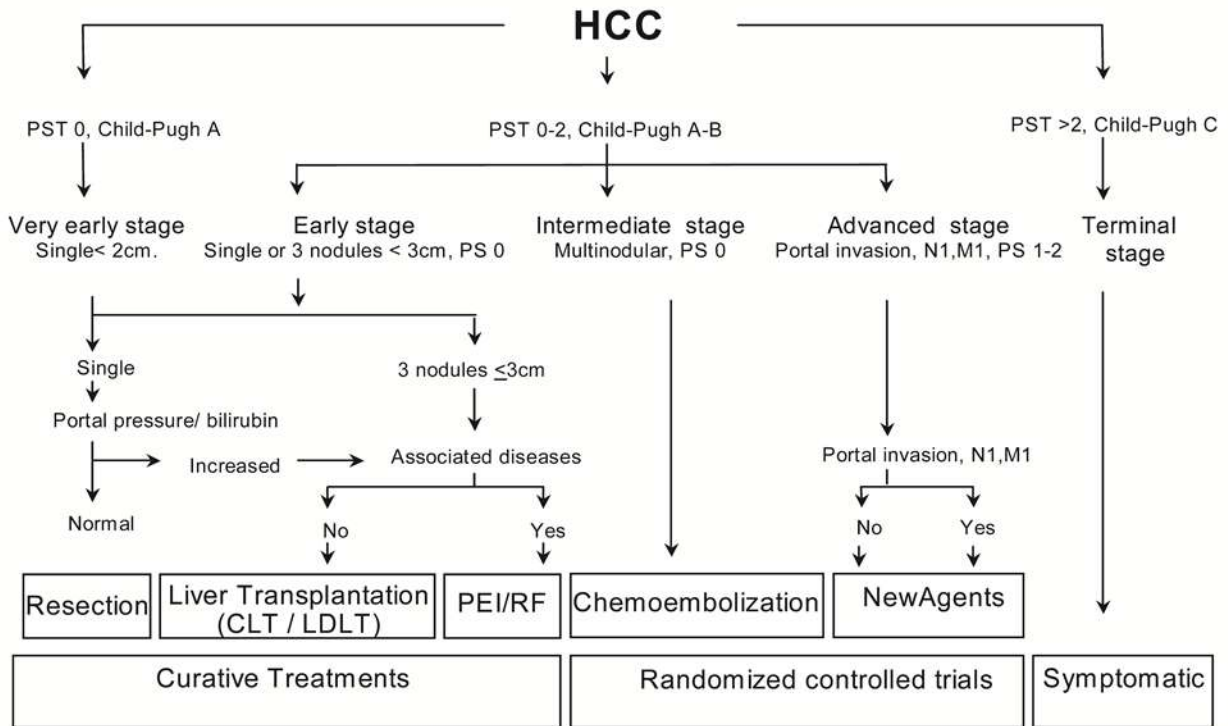 HCC
PST 0, Child-Pugh A
PST 0-2, Child-Pugh A-B
PST >2, Child-Pugh C
Very early stage
Single< 2cm.
Early stage
Single or 3 nodules < 3cm, PS 0
Intermediate stage
Multinodular, PS 0
Advanced stage
Portal invasion, N1,M1, PS 1-2
Terminal
stage
Single
3 nodules ≤3cm
Portal pressure/ bilirubin
Increased
Associated diseases
Portal invasion, N1,M1
Normal
No
Yes
No
Yes
Resection
Liver Transplantation
(CLT / LDLT)
PEI/RF
Chemoembolization
NewAgents
Curative Treatments
Randomized controlled trials
Symptomatic